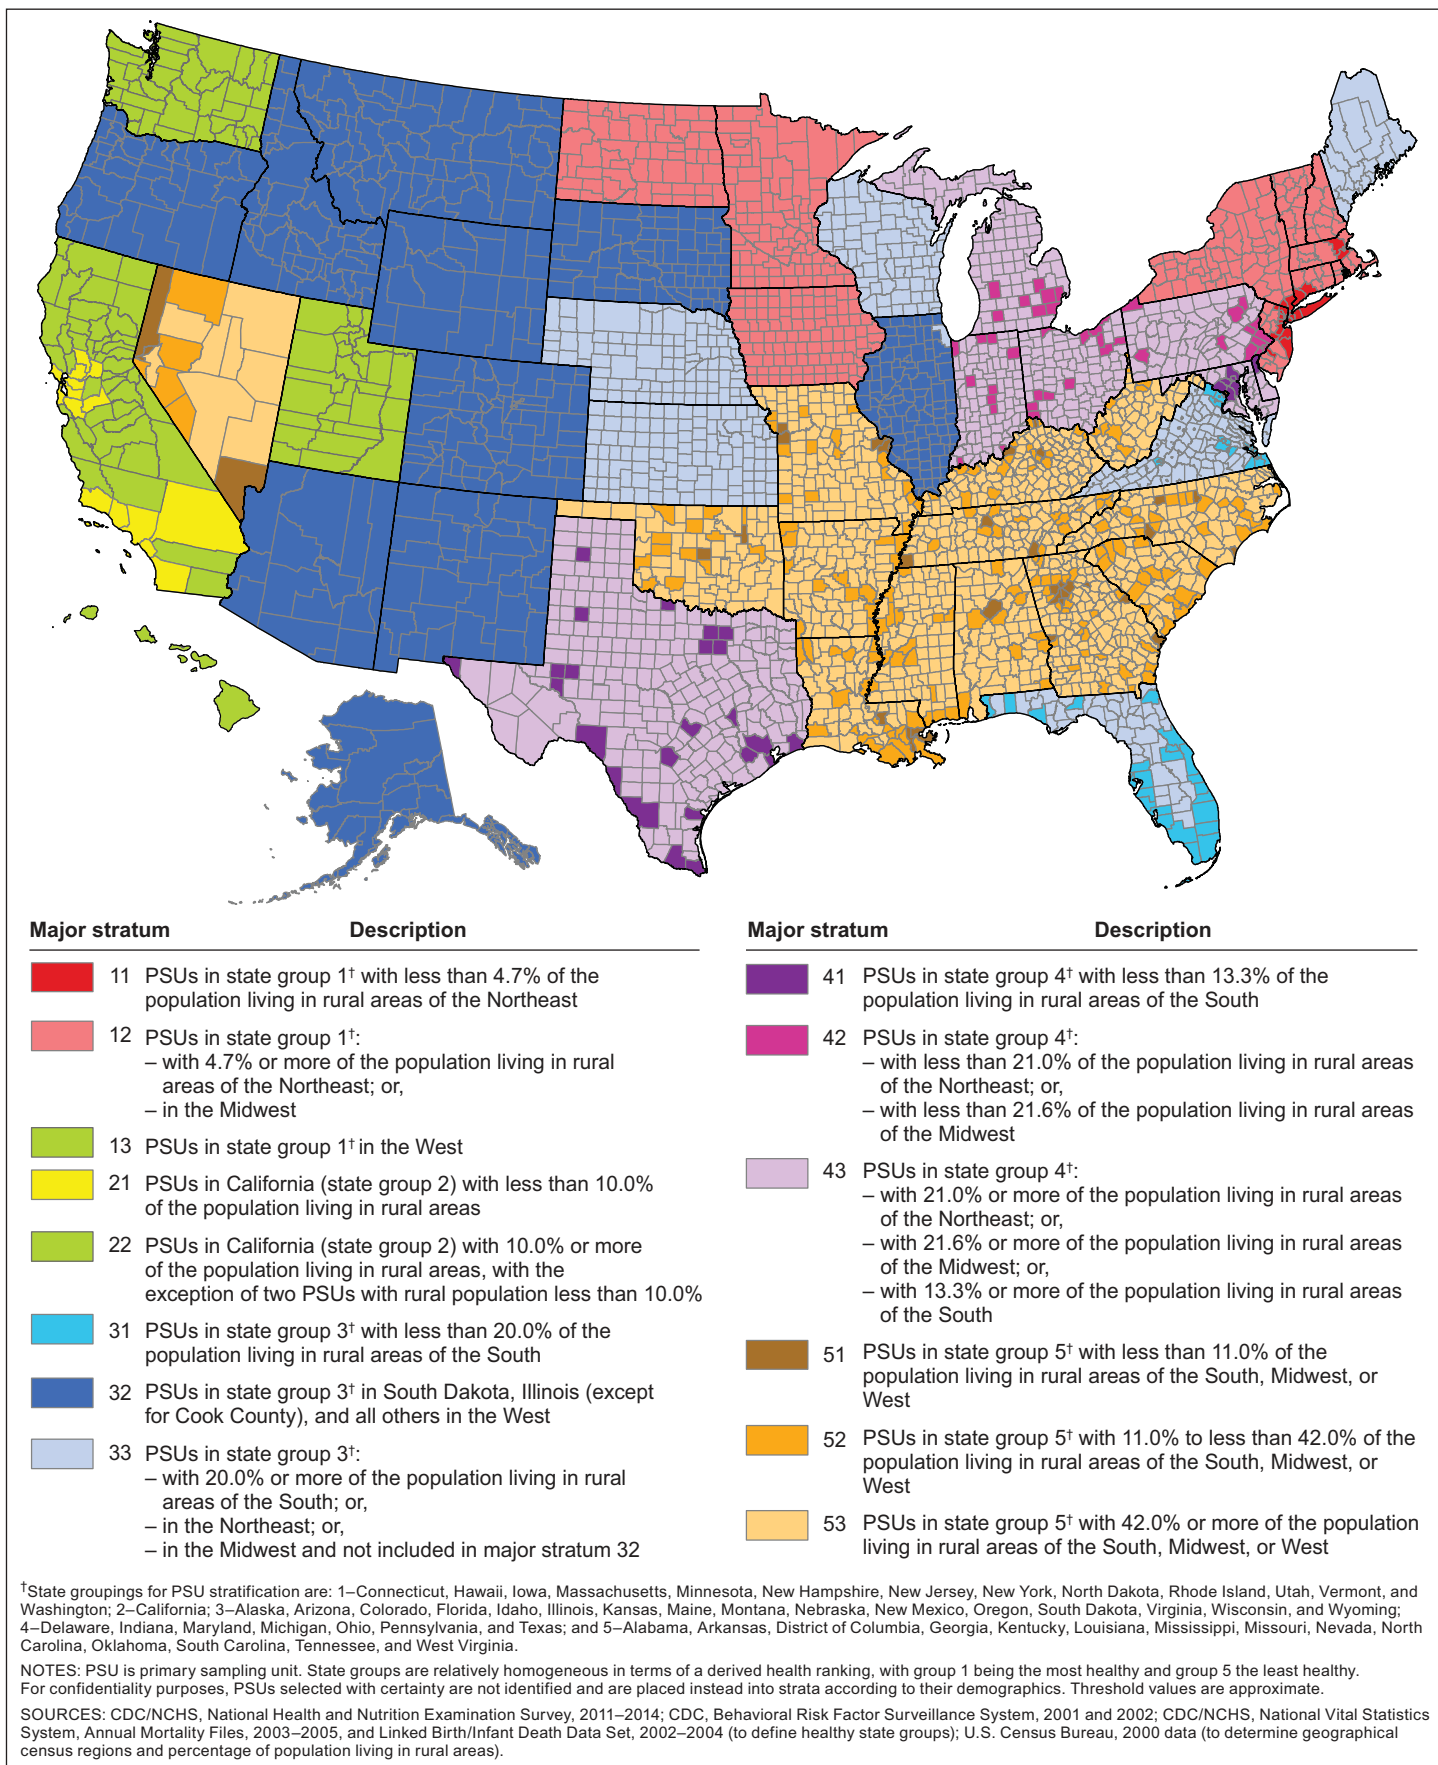 Major stratum Description
11 PSUs in state group 1† with less than 4.7% of the
population living in rural areas of the Northeast
12 PSUs in state group 1†:
– with 4.7% or more of the population living in rural
areas of the Northeast; or,
– in the Midwest
13 PSUs in state group 1† in the West
21 PSUs in California (state group 2) with less than 10.0%
of the population living in rural areas
22 PSUs in California (state group 2) with 10.0% or more
of the population living in rural areas, with the
exception of two PSUs with rural population less than 10.0%
31 PSUs in state group 3† with less than 20.0% of the
population living in rural areas of the South
32 PSUs in state group 3† in South Dakota, Illinois (except
for Cook County), and all others in the West
33 PSUs in state group 3†:
– with 20.0% or more of the population living in rural
areas of the South; or,
– in the Northeast; or,
– in the Midwest and not included in major stratum 32
Major stratum Description
41 PSUs in state group 4† with less than 13.3% of the
population living in rural areas of the South
42 PSUs in state group 4†:
– with less than 21.0% of the population living in rural areas
of the Northeast; or,
– with less than 21.6% of the population living in rural areas
of the Midwest
43 PSUs in state group 4†:
– with 21.0% or more of the population living in rural areas
of the Northeast; or,
– with 21.6% or more of the population living in rural areas
of the Midwest; or,
– with 13.3% or more of the population living in rural areas
of the South
51 PSUs in state group 5† with less than 11.0% of the
population living in rural areas of the South, Midwest, or
West
52 PSUs in state group 5† with 11.0% to less than 42.0% of the
population living in rural areas of the South, Midwest, or
West
53 PSUs in state group 5† with 42.0% or more of the population
living in rural areas of the South, Midwest, or West
†State groupings for PSU stratification are: 1–Connecticut, Hawaii, Iowa, Massachusetts, Minnesota, New Hampshire, New Jersey, New York, North Dakota, Rhode Island, Utah, Vermont, and
Washington; 2–California; 3–Alaska, Arizona, Colorado, Florida, Idaho, Illinois, Kansas, Maine, Montana, Nebraska, New Mexico, Oregon, South Dakota, Virginia, Wisconsin, and Wyoming;
4–Delaware, Indiana, Maryland, Michigan, Ohio, Pennsylvania, and Texas; and 5–Alabama, Arkansas, District of Columbia, Georgia, Kentucky, Louisiana, Mississippi, Missouri, Nevada, North
Carolina, Oklahoma, South Carolina, Tennessee, and West Virginia.
NOTES: PSU is primary sampling unit. State groups are relatively homogeneous in terms of a derived health ranking, with group 1 being the most healthy and group 5 the least healthy.
For confidentiality purposes, PSUs selected with certainty are not identified and are placed instead into strata according to their demographics. Threshold values are approximate.
SOURCES: CDC/NCHS, National Health and Nutrition Examination Survey, 2011–2014; CDC, Behavioral Risk Factor Surveillance System, 2001 and 2002; CDC/NCHS, National Vital Statistics
System, Annual Mortality Files, 2003–2005, and Linked Birth/Infant Death Data Set, 2002–2004 (to define healthy state groups); U.S. Census Bureau, 2000 data (to determine geographical
census regions and percentage of population living in rural areas).